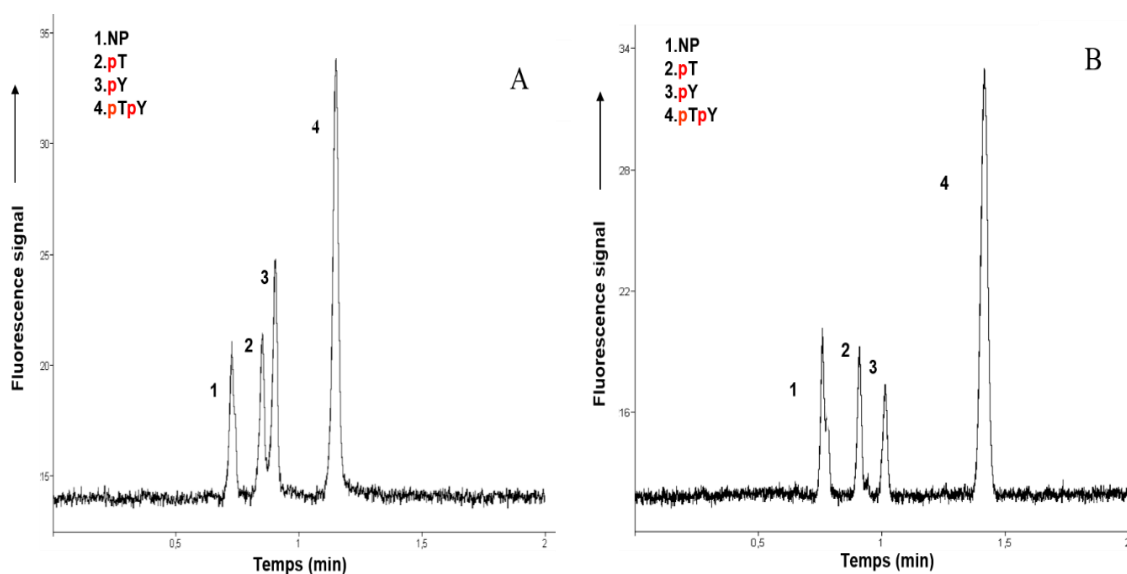 A
1.NP
2.pT
3.pY
4.pTpY
35
25
20
15
Fluorescence signal
1
2
3
4
0,5
1
1,5
2
Temps (min)
B
1.NP
2.pT
3.pY
4.pTpY
34
28
22
16
Fluorescence signal
1
2
3
4
0,5
1
1,5
2
Temps (min)